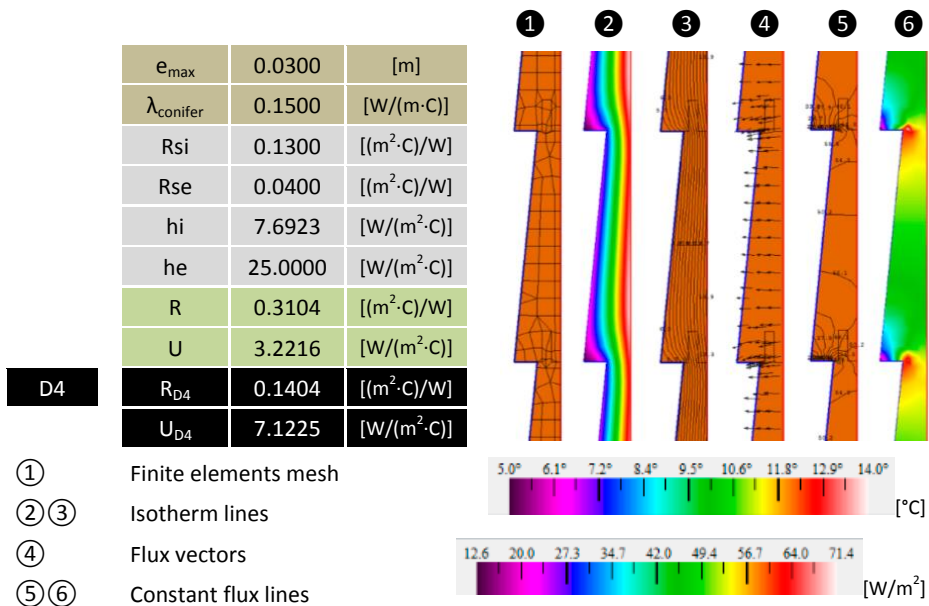 ❶ ❷ ❸ ❹ ❺ ❻
e_max 0.0300 [m]
λ_conifer 0.1500 [W/(m·C)]
Rsi 0.1300 [(m²·C)/W]
Rse 0.0400 [(m²·C)/W]
hi 7.6923 [W/(m²·C)]
he 25.0000 [W/(m²·C)]
R 0.3104 [(m²·C)/W]
U 3.2216 [W/(m²·C)]
D4 R_D4 0.1404 [(m²·C)/W]
U_D4 7.1225 [W/(m²·C)]
① Finite elements mesh
②③ Isotherm lines
④ Flux vectors
⑤⑥ Constant flux lines
5.0° 6.1° 7.2° 8.4° 9.5° 10.6° 11.8° 12.9° 14.0°
[°C]
12.6 20.0 27.3 34.7 42.0 49.4 56.7 64.0 71.4
[W/m²]